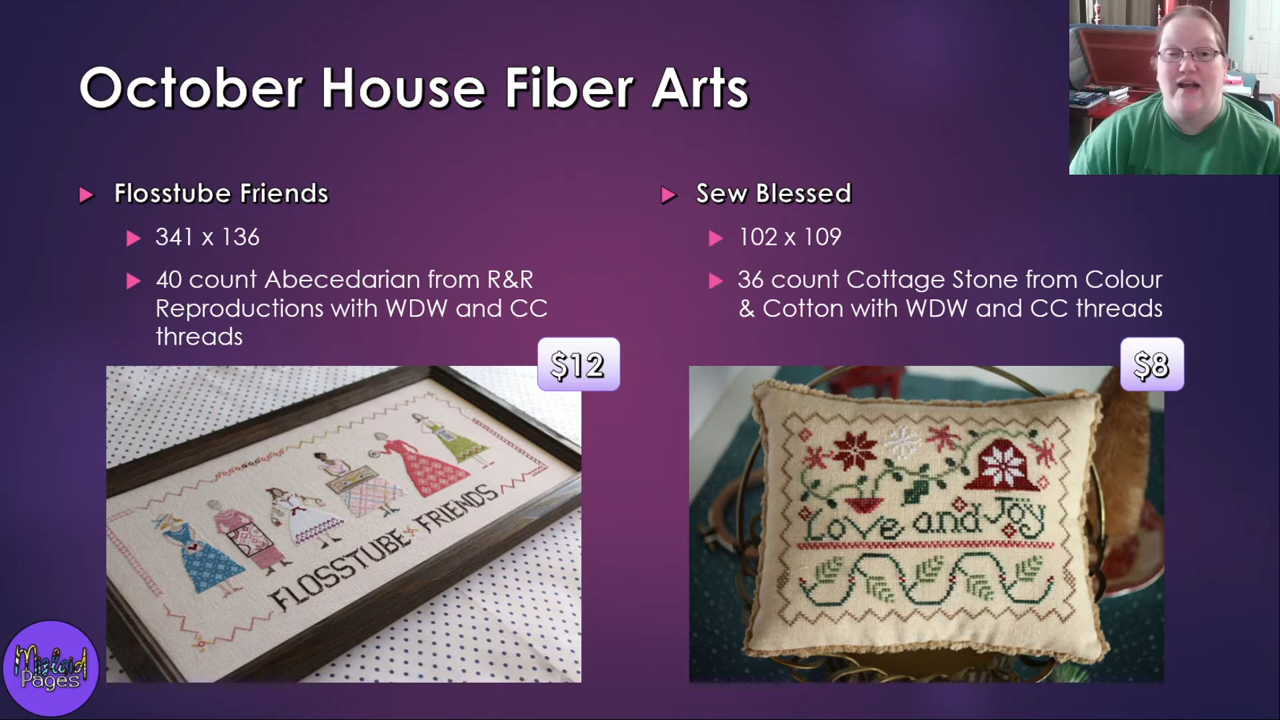 October House Fiber Arts
Flosstube Friends
341 x 136
40 count Abecedarian from R&R
Reproductions with WDW and CC
threads
$12
FLOSSTUBE FRIENDS
Sew Blessed
102 x 109
36 count Cottage Stone from Colour
& Cotton with WDW and CC threads
$8
Love and Joy
Mislaid
Pages